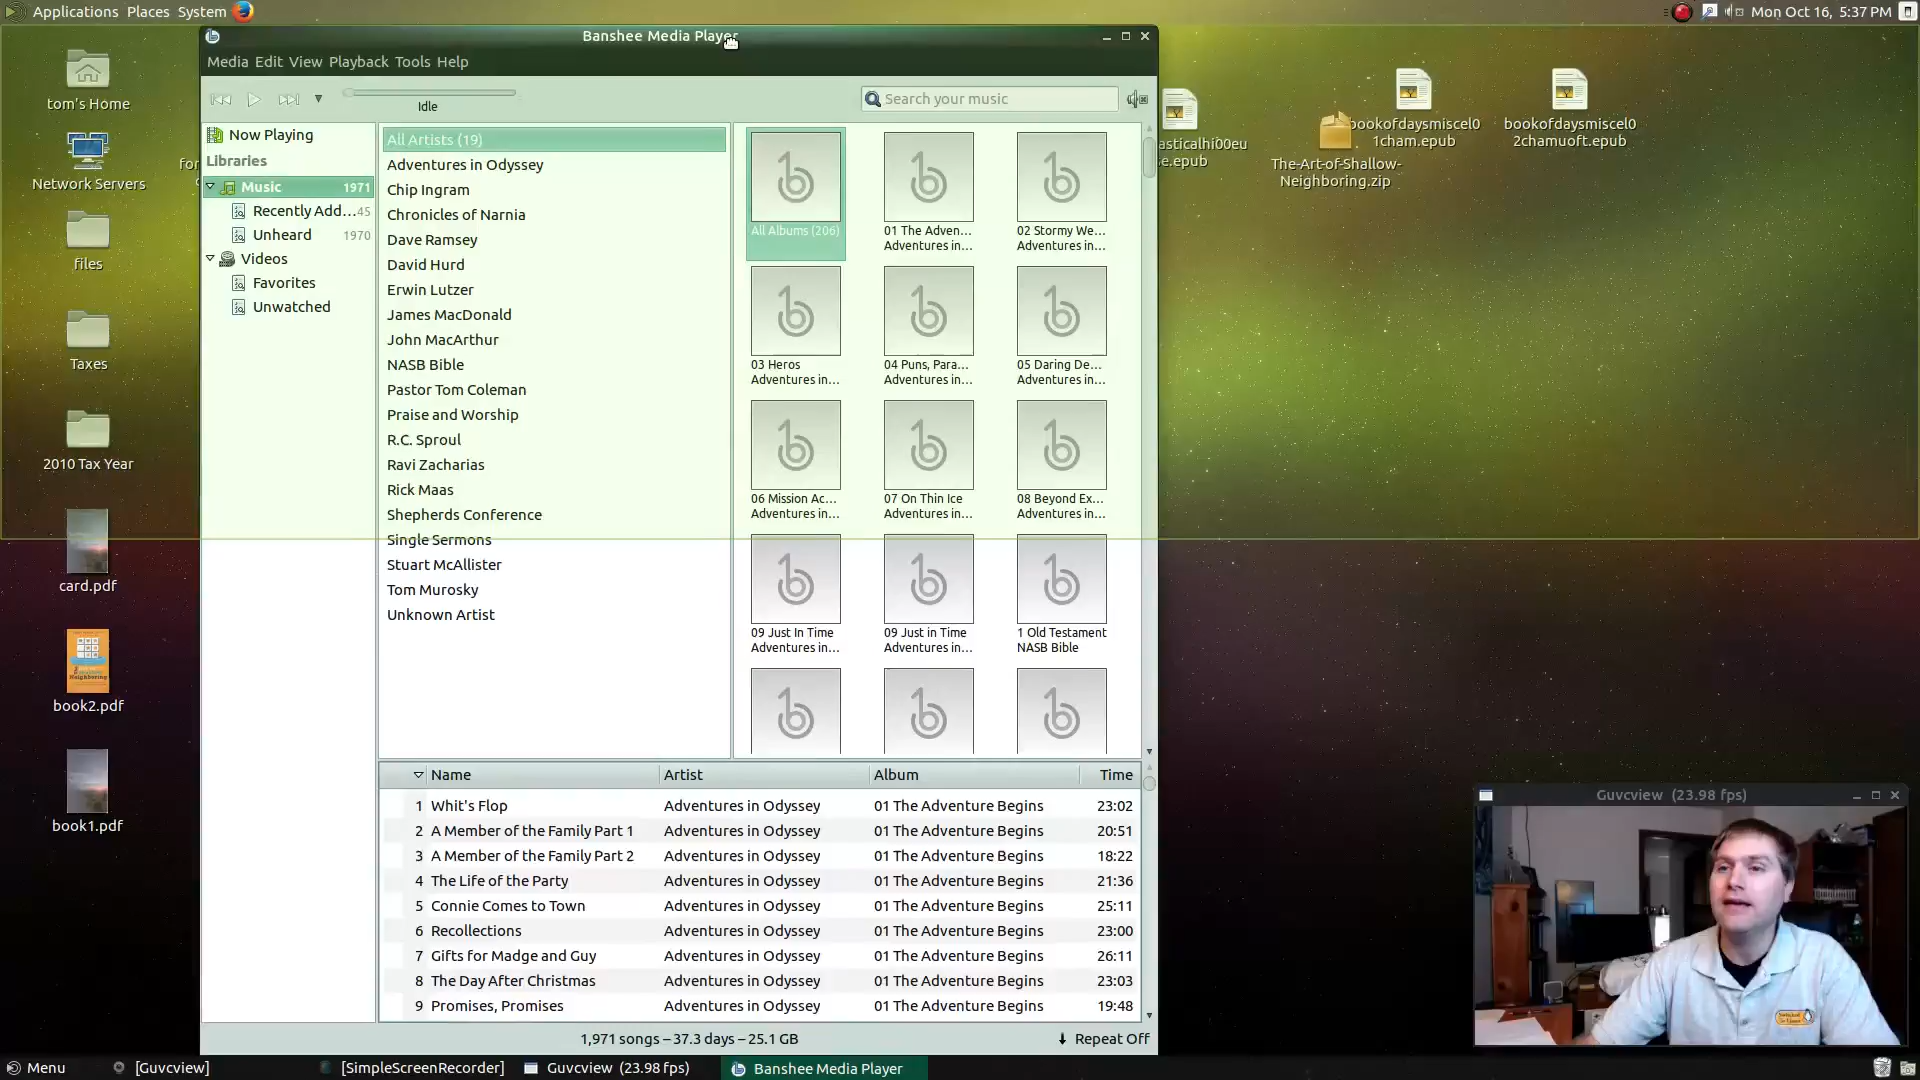 Applications Places System
Mon Oct 16, 5:37 PM
Banshee Media Player
Media Edit View Playback Tools Help
Idle
Search your music
tom's Home
Network Servers
files
Taxes
2010 Tax Year
card.pdf
book2.pdf
book1.pdf
Now Playing
Libraries
Music 1971
Recently Add...45
Unheard 1970
Videos
Favorites
Unwatched
All Artists (19)
Adventures in Odyssey
Chip Ingram
Chronicles of Narnia
Dave Ramsey
David Hurd
Erwin Lutzer
James MacDonald
John MacArthur
NASB Bible
Pastor Tom Coleman
Praise and Worship
R.C. Sproul
Ravi Zacharias
Rick Maas
Shepherds Conference
Single Sermons
Stuart McAllister
Tom Murosky
Unknown Artist
All Albums (206)
01 The Adven...
Adventures in...
02 Stormy We...
Adventures in...
03 Heros
Adventures in...
04 Puns, Para...
Adventures in...
05 Daring De...
Adventures in...
06 Mission Ac...
Adventures in...
07 On Thin Ice
Adventures in...
08 Beyond Ex...
Adventures in...
09 Just In Time
Adventures in...
09 Just in Time
Adventures in...
1 Old Testament
NASB Bible
Name Artist Album Time
1 Whit's Flop Adventures in Odyssey 01 The Adventure Begins 23:02
2 A Member of the Family Part 1 Adventures in Odyssey 01 The Adventure Begins 20:51
3 A Member of the Family Part 2 Adventures in Odyssey 01 The Adventure Begins 18:22
4 The Life of the Party Adventures in Odyssey 01 The Adventure Begins 21:36
5 Connie Comes to Town Adventures in Odyssey 01 The Adventure Begins 25:11
6 Recollections Adventures in Odyssey 01 The Adventure Begins 23:00
7 Gifts for Madge and Guy Adventures in Odyssey 01 The Adventure Begins 26:11
8 The Day After Christmas Adventures in Odyssey 01 The Adventure Begins 23:03
9 Promises, Promises Adventures in Odyssey 01 The Adventure Begins 19:48
1,971 songs – 37.3 days – 25.1 GB
Repeat Off
asticalhi00eu
e.epub
The-Art-of-Shallow-
Neighboring.zip
bookofdaysmiscel0
1cham.epub
bookofdaysmiscel0
2chamuoft.epub
Guvcview (23.98 fps)
Menu
[Guvcview]
[SimpleScreenRecorder]
Guvcview (23.98 fps)
Banshee Media Player